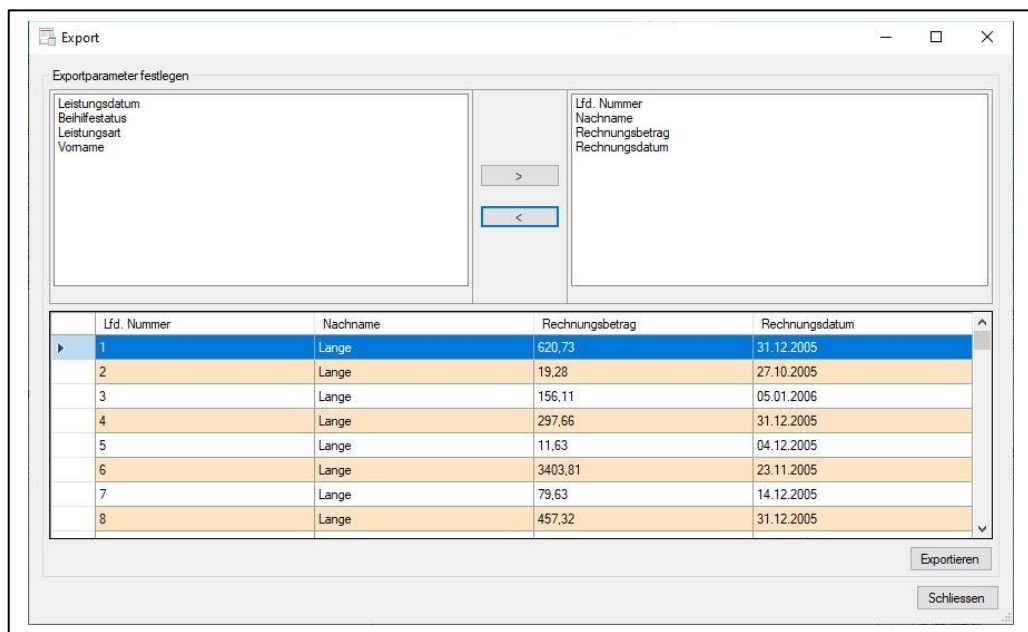 Export
Exportparameter festlegen
Leistungsdatum
Beihilfestatus
Leistungsart
Vorname
>
<
Lfd. Nummer
Nachname
Rechnungsbetrag
Rechnungsdatum
Lfd. Nummer Nachname Rechnungsbetrag Rechnungsdatum
1 Lange 620,73 31.12.2005
2 Lange 19,28 27.10.2005
3 Lange 156,11 05.01.2006
4 Lange 297,66 31.12.2005
5 Lange 11,63 04.12.2005
6 Lange 3403,81 23.11.2005
7 Lange 79,63 14.12.2005
8 Lange 457,32 31.12.2005
Exportieren
Schliessen